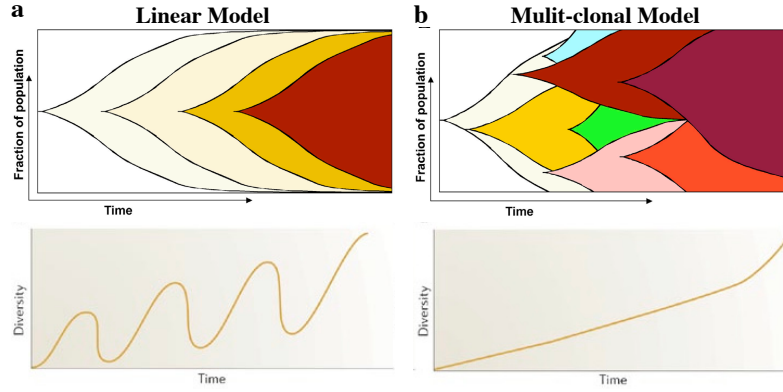 a
Linear Model
Fraction of population
Time
Diversity
Time
b
Mulit-clonal Model
Fraction of population
Time
Diversity
Time